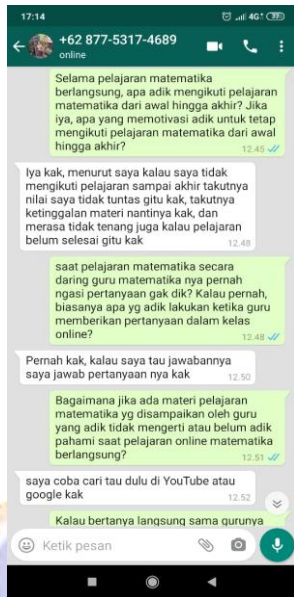 17:14
4G
+62 877-5317-4689
online
Selama pelajaran matematika
berlangsung, apa adik mengikuti pelajaran
matematika dari awal hingga akhir? Jika
iya, apa yang memotivasi adik untuk tetap
mengikuti pelajaran matematika dari awal
hingga akhir?
12.45
Iya kak, menurut saya kalau saya tidak
mengikuti pelajaran sampai akhir takutnya
nilai saya tidak tuntas gitu kak, takutnya
ketinggalan materi nantinya kak, dan
merasa tidak tenang juga kalau pelajaran
belum selesai gitu kak
12.48
saat pelajaran matematika secara
daring guru matematika nya pernah
ngasi pertanyaan gak dik? Kalau pernah,
biasanya apa yg adik lakukan ketika guru
memberikan pertanyaan dalam kelas
online?
12.48
Pernah kak, kalau saya tau jawabannya
saya jawab pertanyaan nya kak
12.50
Bagaimana jika ada materi pelajaran
matematika yg disampaikan oleh guru
yang adik tidak mengerti atau belum adik
pahami saat pelajaran online matematika
berlangsung?
12.51
saya coba cari tau dulu di YouTube atau
google kak
12.52
Kalau bertanya langsung sama gurunya
Ketik pesan